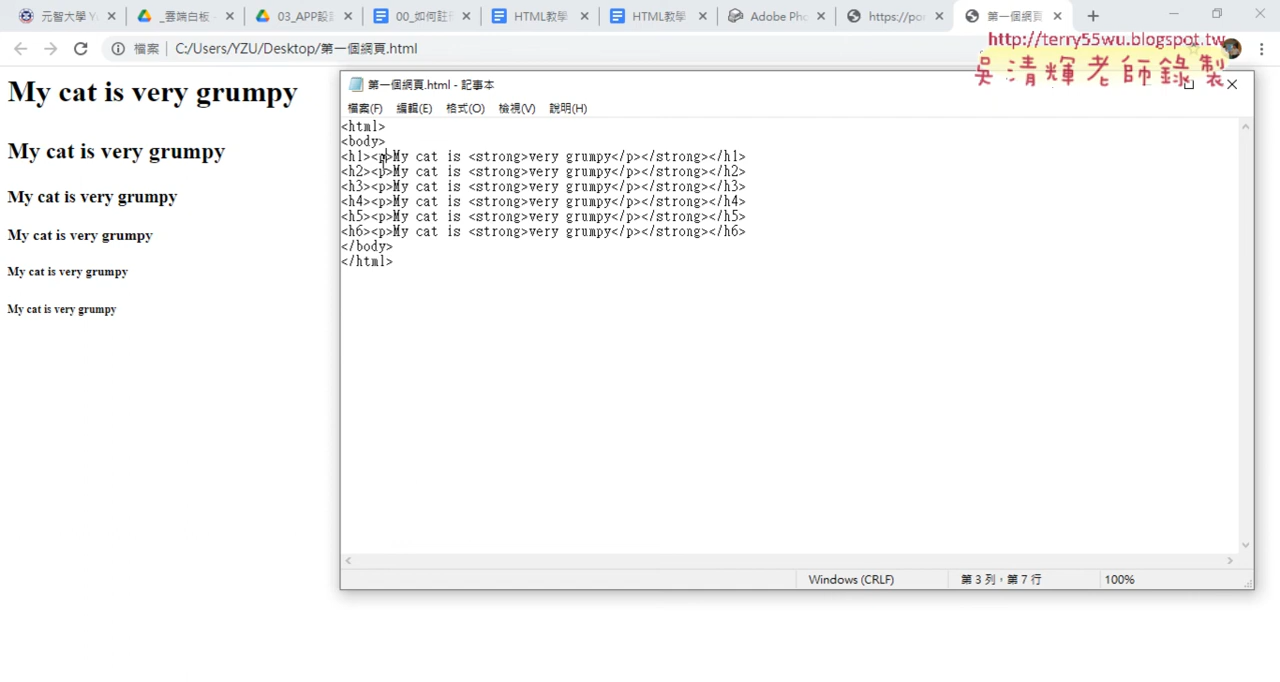 元智大學 Y
_雲端白板 -
03_APP設
00_如何註
HTML教學
HTML教學
Adobe Pho
https://por
第一個網頁
檔案 | C:/Users/YZU/Desktop/第一個網頁.html
http://terry55wu.blogspot.tw
吳清輝老師錄製
My cat is very grumpy
My cat is very grumpy
My cat is very grumpy
My cat is very grumpy
My cat is very grumpy
My cat is very grumpy
第一個網頁.html - 記事本
檔案(F) 編輯(E) 格式(O) 檢視(V) 說明(H)
<html>
<body>
<h1><p>My cat is <strong>very grumpy</p></strong></h1>
<h2><p>My cat is <strong>very grumpy</p></strong></h2>
<h3><p>My cat is <strong>very grumpy</p></strong></h3>
<h4><p>My cat is <strong>very grumpy</p></strong></h4>
<h5><p>My cat is <strong>very grumpy</p></strong></h5>
<h6><p>My cat is <strong>very grumpy</p></strong></h6>
</body>
</html>
Windows (CRLF) 第 3 列，第 7 行 100%